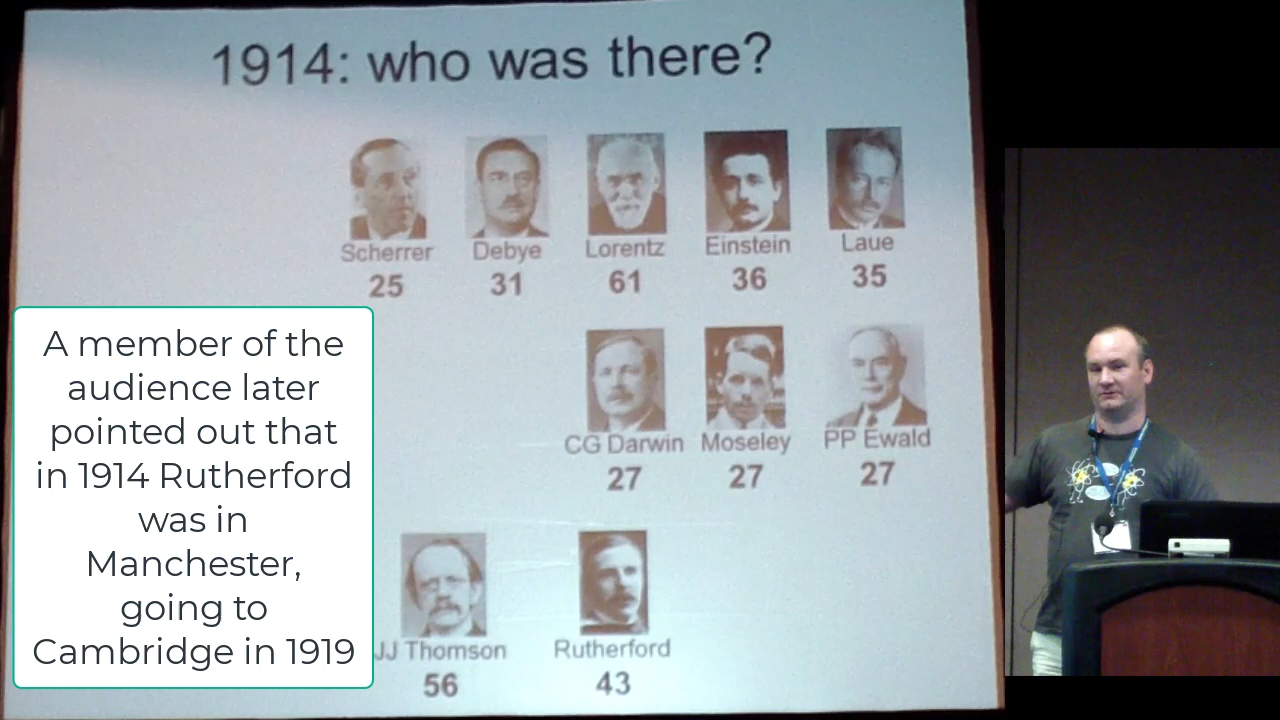 1914: who was there?
Scherrer Debye Lorentz Einstein Laue
25 31 61 36 35
CG Darwin Moseley PP Ewald
27 27 27
JJ Thomson Rutherford
56 43
A member of the
audience later
pointed out that
in 1914 Rutherford
was in
Manchester,
going to
Cambridge in 1919